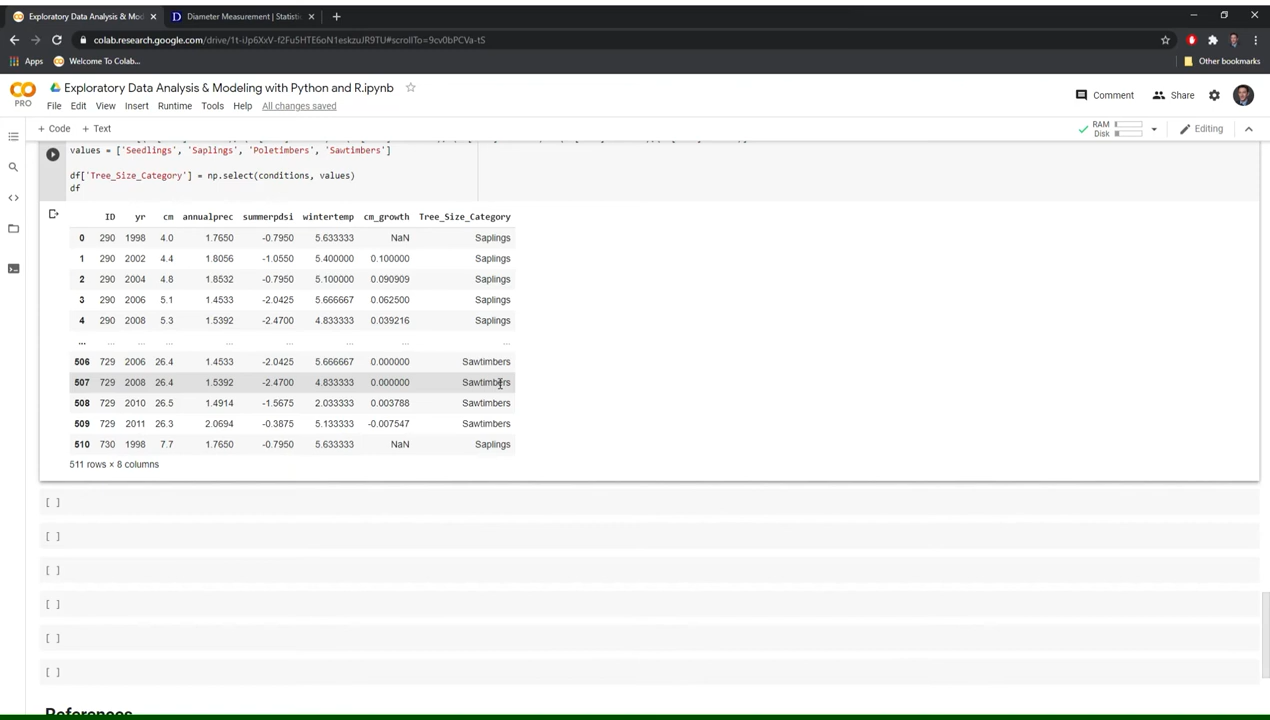 Exploratory Data Analysis & Mode
Diameter Measurement | Statistic
colab.research.google.com/drive/1t-iJp6XxV-f2Fu5HTE6oN1eskzuJR9TU#scrollTo=9cv0bPCVa-tS
Apps Welcome To Colab... Other bookmarks
Exploratory Data Analysis & Modeling with Python and R.ipynb
PRO
File Edit View Insert Runtime Tools Help All changes saved
Comment Share
+ Code + Text
RAM
Disk
Editing
values = ['Seedlings', 'Saplings', 'Poletimbers', 'Sawtimbers']
df['Tree_Size_Category'] = np.select(conditions, values)
df
ID yr cm annualprec summerpdsi wintertemp cm_growth Tree_Size_Category
0 290 1998 4.0 1.7650 -0.7950 5.633333 NaN Saplings
1 290 2002 4.4 1.8056 -1.0550 5.400000 0.100000 Saplings
2 290 2004 4.8 1.8532 -0.7950 5.100000 0.090909 Saplings
3 290 2006 5.1 1.4533 -2.0425 5.666667 0.062500 Saplings
4 290 2008 5.3 1.5392 -2.4700 4.833333 0.039216 Saplings
... ... ... ... ... ... ... ... ...
506 729 2006 26.4 1.4533 -2.0425 5.666667 0.000000 Sawtimbers
507 729 2008 26.4 1.5392 -2.4700 4.833333 0.000000 Sawtimbers
508 729 2010 26.5 1.4914 -1.5675 2.033333 0.003788 Sawtimbers
509 729 2011 26.3 2.0694 -0.3875 5.133333 -0.007547 Sawtimbers
510 730 1998 7.7 1.7650 -0.7950 5.633333 NaN Saplings
511 rows × 8 columns
[ ]
[ ]
[ ]
[ ]
[ ]
[ ]
References